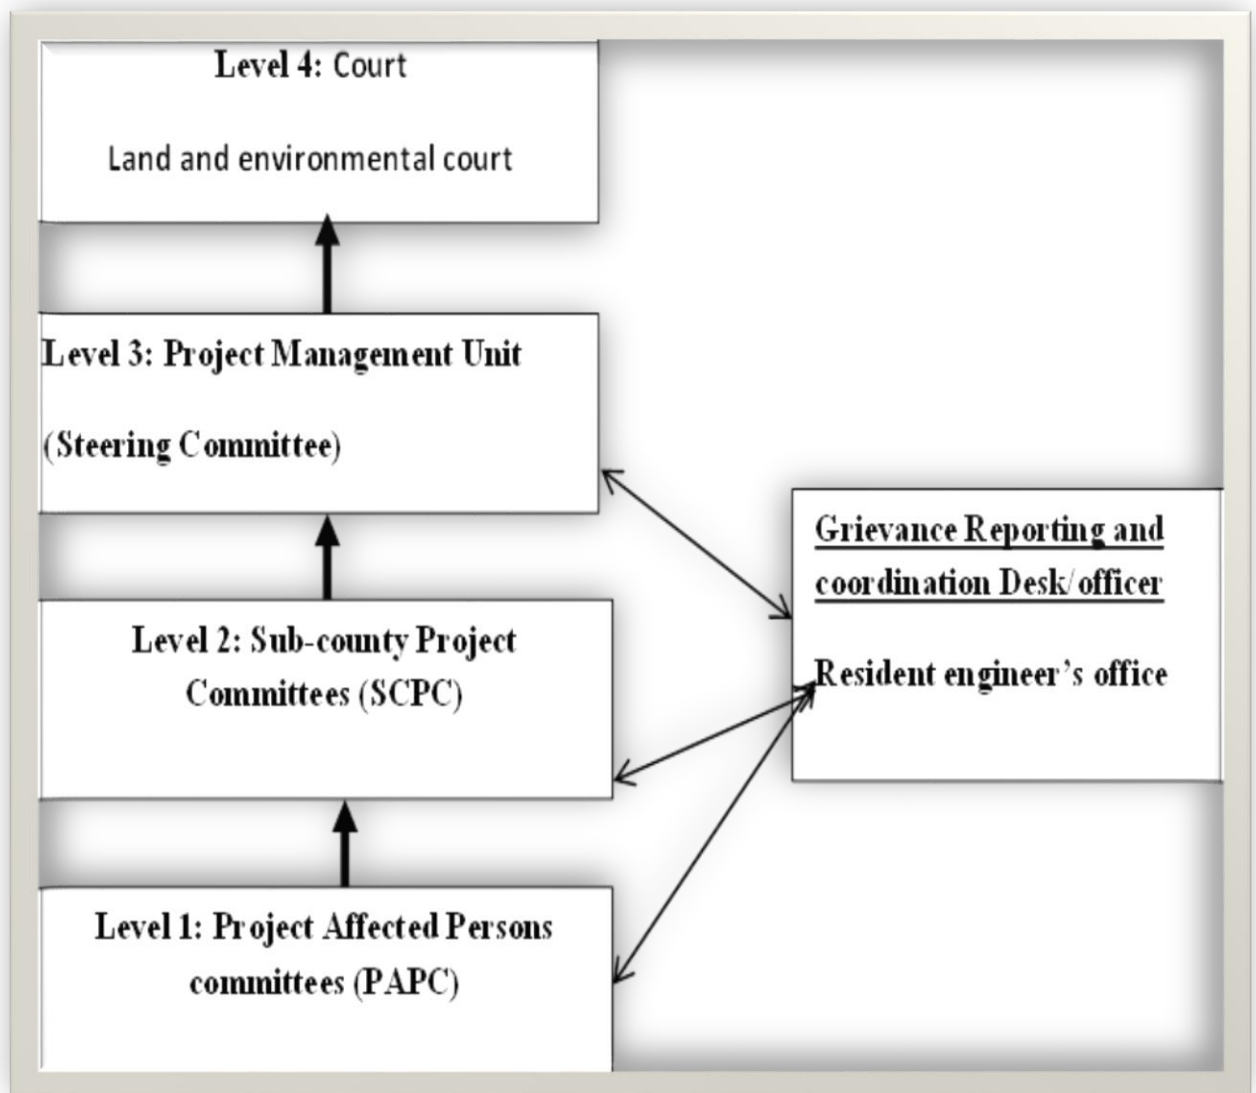 Level 4: Court
Land and environmental court
Level 3: Project Management Unit
(Steering Committee)
Grievance Reporting and
coordination Desk/officer
Resident engineer's office
Level 2: Sub-county Project
Committees (SCPC)
Level 1: Project Affected Persons
committees (PAPC)